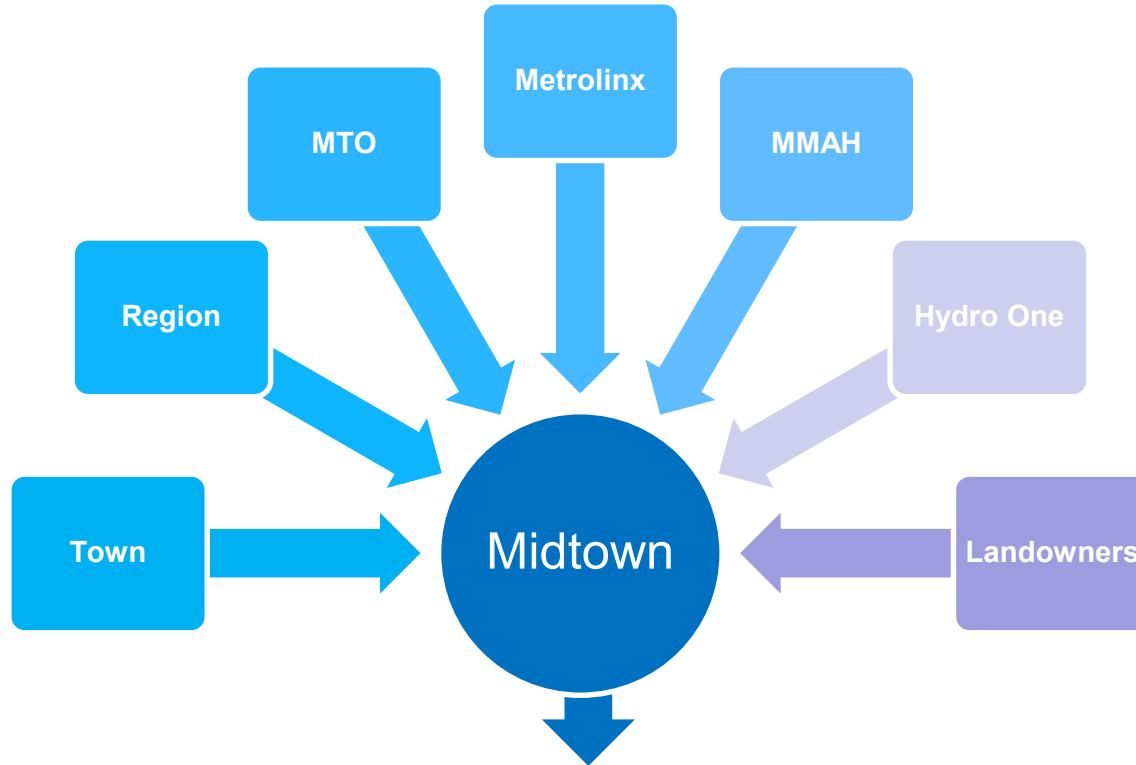 Metrolinx
MTO
MMAH
Region
Hydro One
Town
Midtown
Landowners